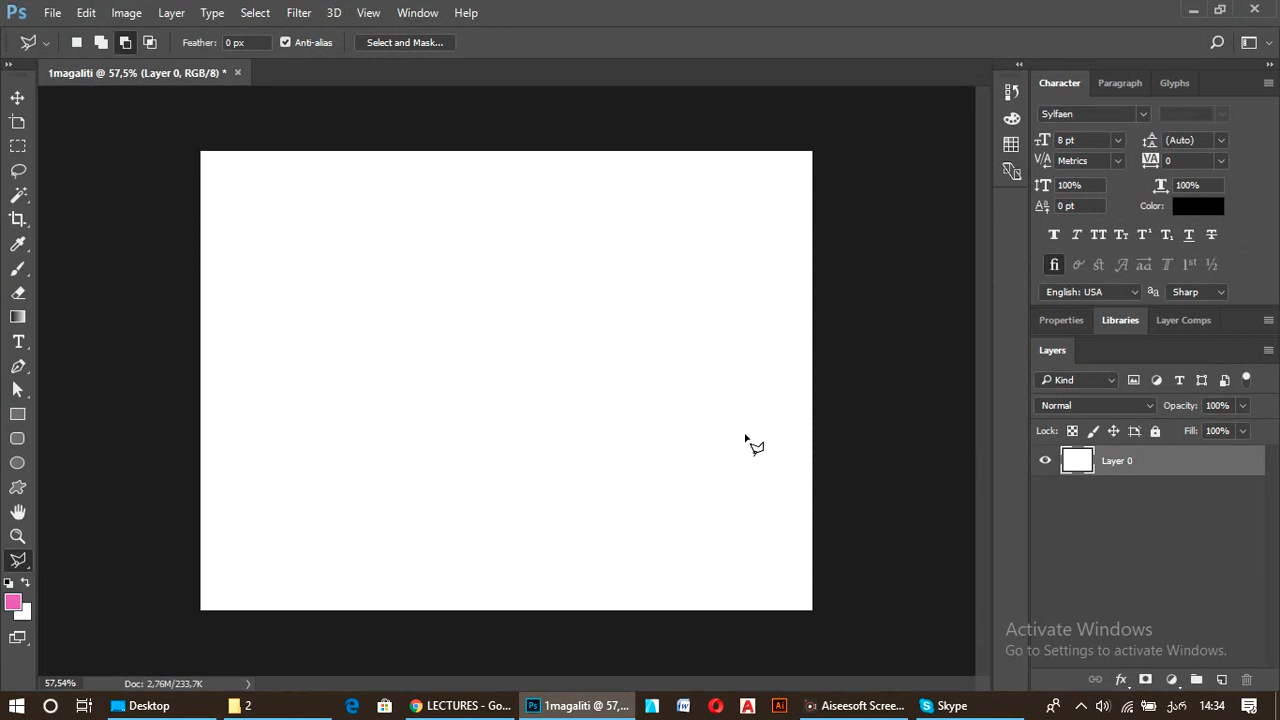 Ps File Edit Image Layer Type Select Filter 3D View Window Help
Feather: 0 px Anti-alias Select and Mask...
1magaliti @ 57,5% (Layer 0, RGB/8) *
Character Paragraph Glyphs
Sylfaen
8 pt (Auto)
Metrics 0
100% 100%
0 pt Color:
English: USA Sharp
Properties Libraries Layer Comps
Layers
Kind
Normal Opacity: 100%
Lock: Fill: 100%
Layer 0
Activate Windows
Go to Settings to activate Windows.
57,54% Doc: 2,76M/233,7K
Desktop 2 LECTURES - Go... 1magaliti @ 57,... Aiseesoft Scree... Skype 14:34